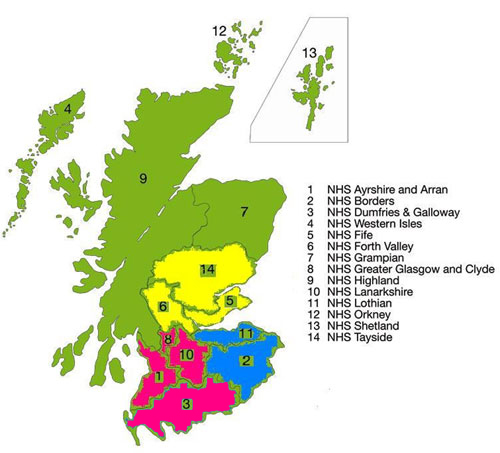 12
13
4
9
7
14
5
6
8
11
10
2
1
3
1 NHS Ayrshire and Arran
2 NHS Borders
3 NHS Dumfries & Galloway
4 NHS Western Isles
5 NHS Fife
6 NHS Forth Valley
7 NHS Grampian
8 NHS Greater Glasgow and Clyde
9 NHS Highland
10 NHS Lanarkshire
11 NHS Lothian
12 NHS Orkney
13 NHS Shetland
14 NHS Tayside